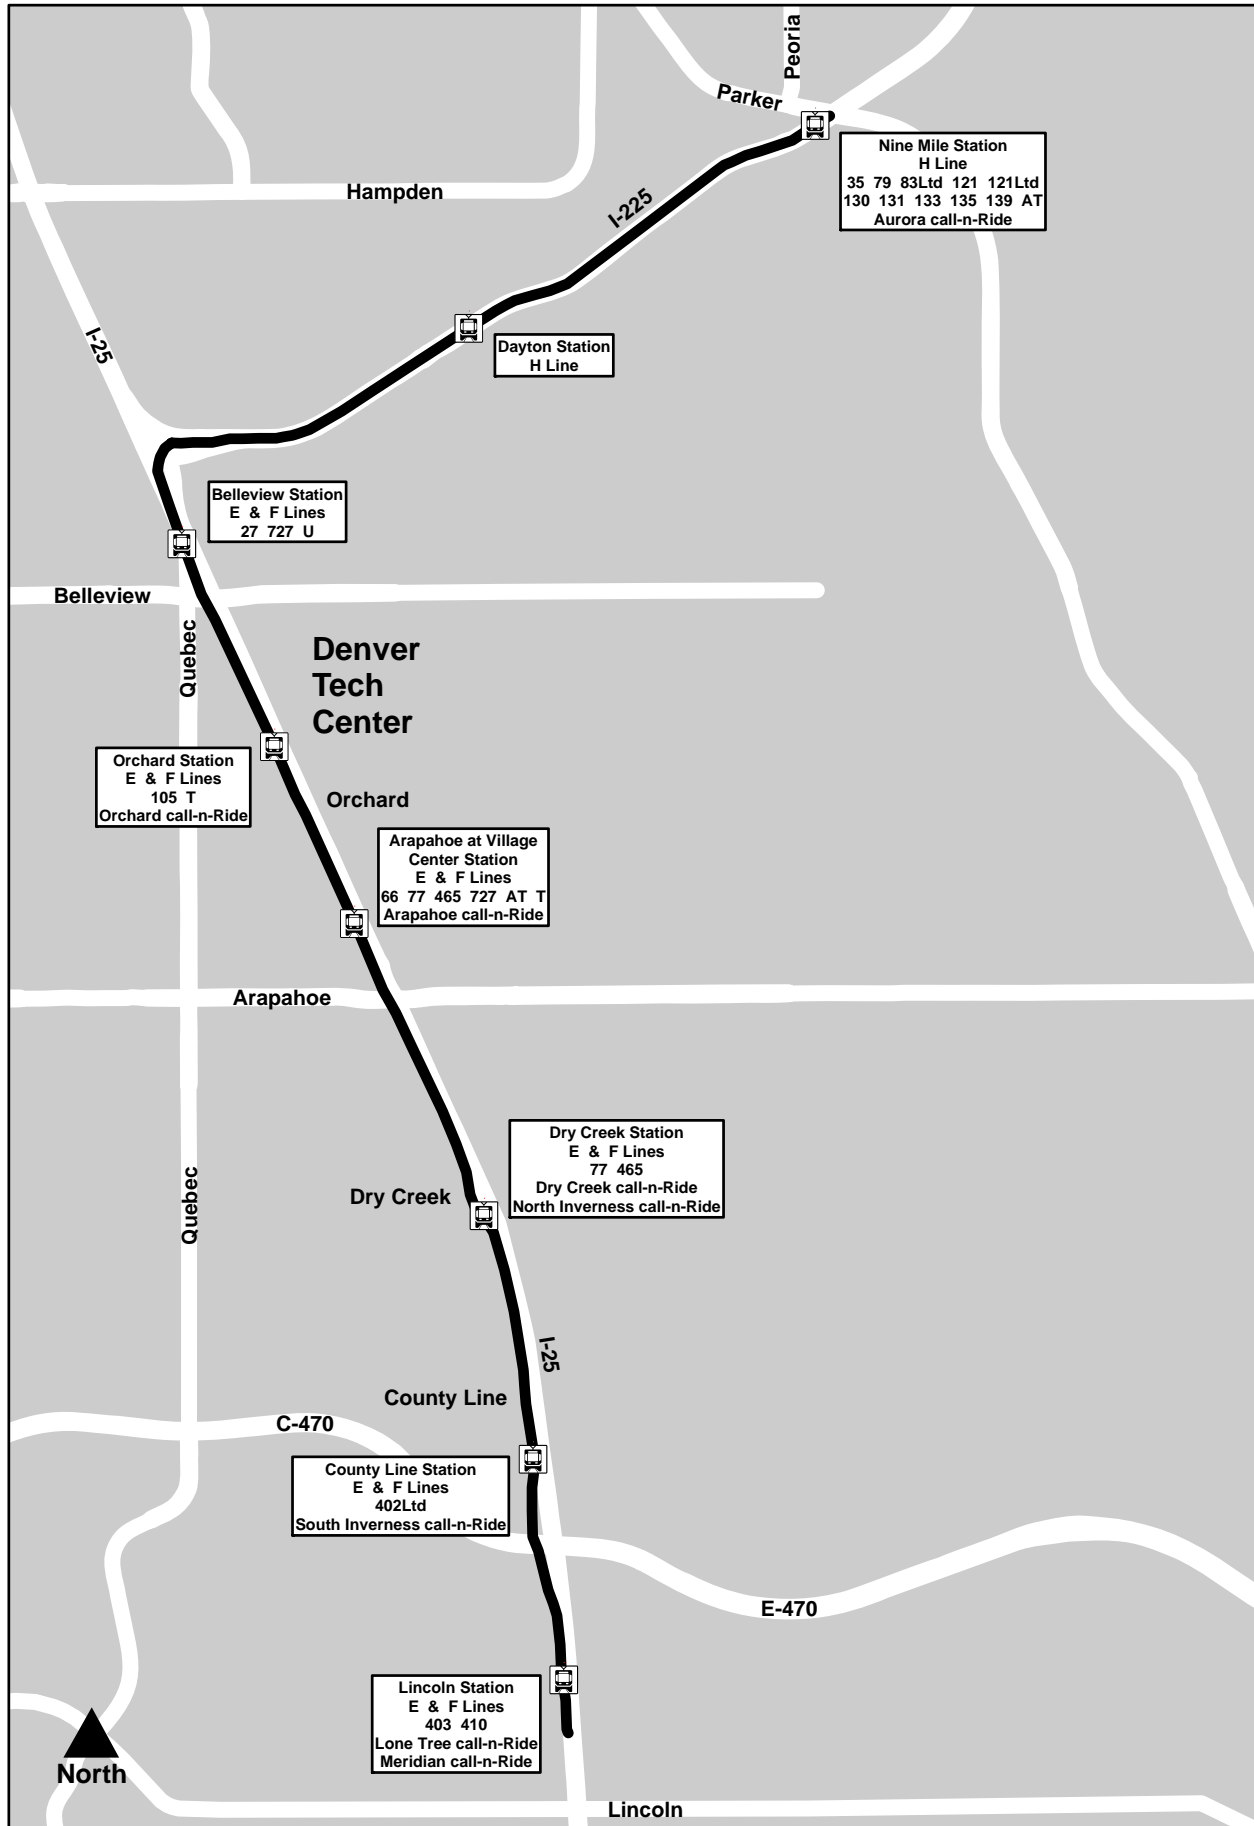 Peoria
Parker
Nine Mile Station
H Line
35 79 83Ltd 121 121Ltd
130 131 133 135 139 AT
Aurora call-n-Ride
Hampden
I-225
I-25
Dayton Station
H Line
Belleview Station
E & F Lines
27 727 U
Belleview
Quebec
Denver
Tech
Center
Orchard Station
E & F Lines
105 T
Orchard call-n-Ride
Orchard
Arapahoe at Village
Center Station
E & F Lines
66 77 465 727 AT T
Arapahoe call-n-Ride
Arapahoe
Dry Creek Station
E & F Lines
77 465
Dry Creek call-n-Ride
North Inverness call-n-Ride
Dry Creek
Quebec
I-25
County Line
C-470
County Line Station
E & F Lines
402Ltd
South Inverness call-n-Ride
E-470
Lincoln Station
E & F Lines
403 410
Lone Tree call-n-Ride
Meridian call-n-Ride
North
Lincoln